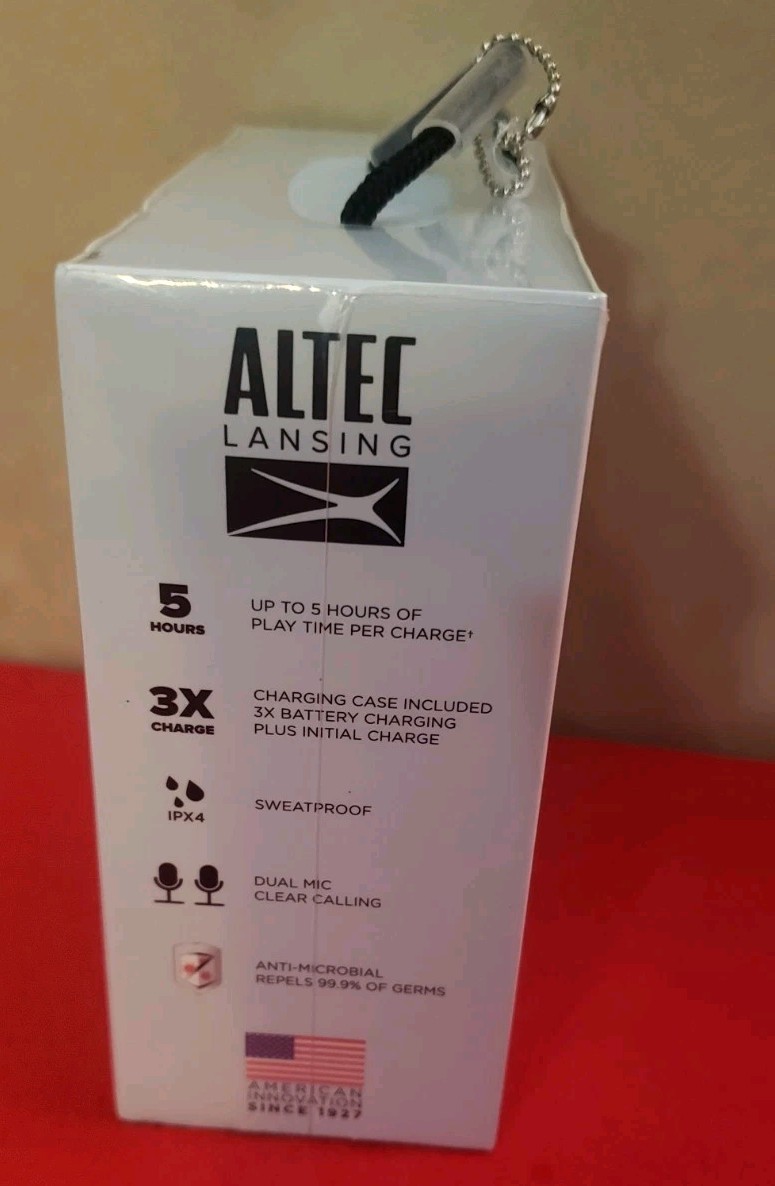 ALTEC
LANSING
5
HOURS
UP TO 5 HOURS OF
PLAY TIME PER CHARGE†
3X
CHARGE
CHARGING CASE INCLUDED
3X BATTERY CHARGING
PLUS INITIAL CHARGE
IPX4
SWEATPROOF
DUAL MIC
CLEAR CALLING
ANTI-MICROBIAL
REPELS 99.9% OF GERMS
AMERICAN
INNOVATION
SINCE 1927